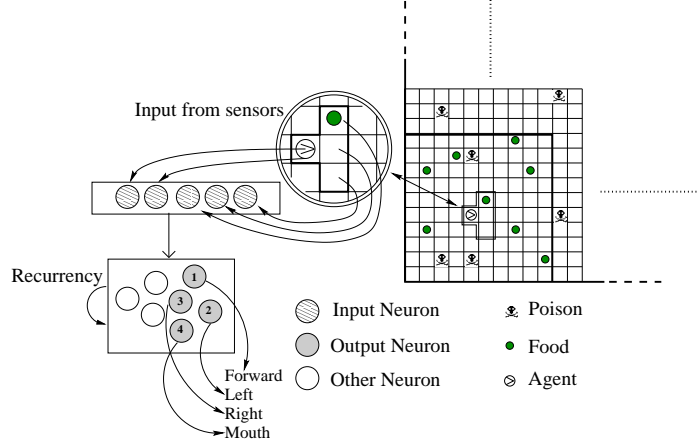 Input from sensors
Recurrency
1
3
2
4
Input Neuron
Output Neuron
Other Neuron
Poison
Food
Agent
Forward
Left
Right
Mouth